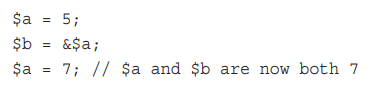 $a = 5;
$b = &$a;
$a = 7; // $a and $b are now both 7